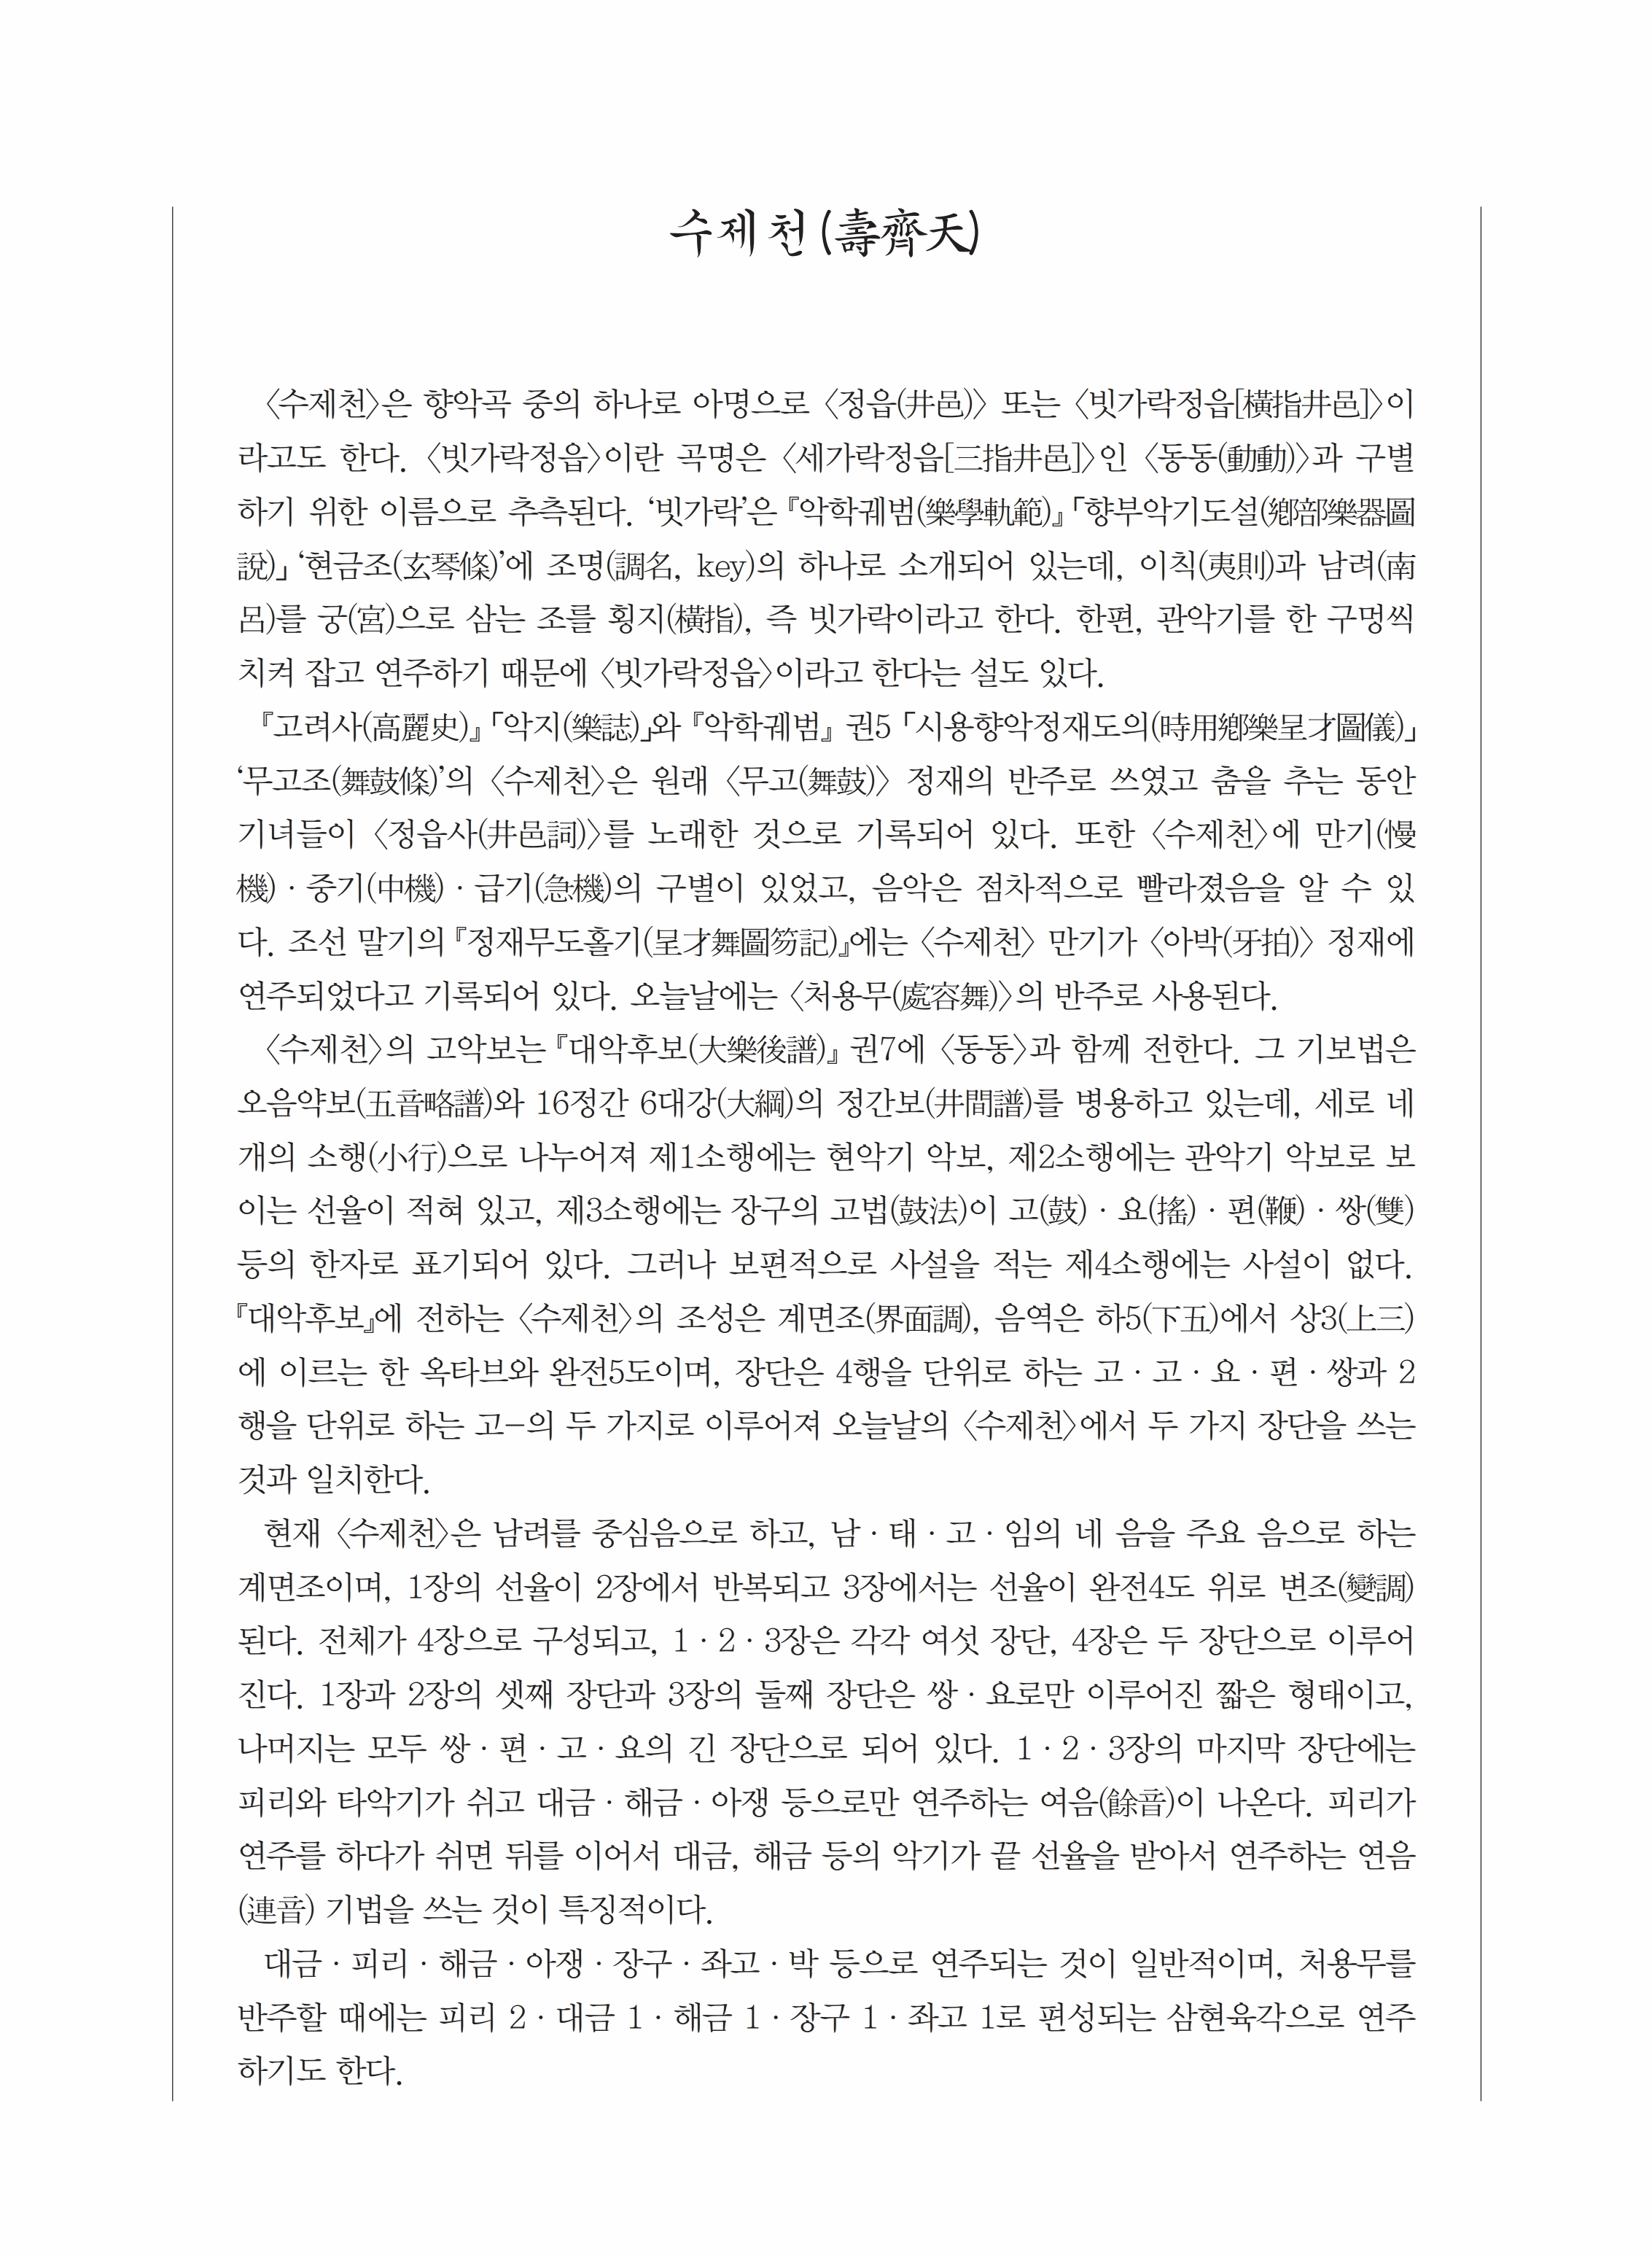 수제천(壽齊天)
〈수제천〉은 향악곡 중의 하나로 아명으로 〈정읍(井邑)〉 또는 〈빗가락정읍[橫指井邑]〉이
라고도 한다. 〈빗가락정읍〉이란 곡명은 〈세가락정읍[三指井邑]〉인 〈동동(動動)〉과 구별
하기 위한 이름으로 추측된다. ‘빗가락’은 『악학궤범(樂學軌範)』 「향부악기도설(鄕部樂器圖
說)」 ‘현금조(玄琴條)’에 조명(調名, key)의 하나로 소개되어 있는데, 이칙(夷則)과 남려(南
呂)를 궁(宮)으로 삼는 조를 횡지(橫指), 즉 빗가락이라고 한다. 한편, 관악기를 한 구멍씩
치켜 잡고 연주하기 때문에 〈빗가락정읍〉이라고 한다는 설도 있다.
『고려사(高麗史)』 「악지(樂誌)」와 『악학궤범』 권5 「시용향악정재도의(時用鄕樂呈才圖儀)」
‘무고조(舞鼓條)’의 〈수제천〉은 원래 〈무고(舞鼓)〉 정재의 반주로 쓰였고 춤을 추는 동안
기녀들이 〈정읍사(井邑詞)〉를 노래한 것으로 기록되어 있다. 또한 〈수제천〉에 만기(慢
機)·중기(中機)·급기(急機)의 구별이 있었고, 음악은 점차적으로 빨라졌음을 알 수 있
다. 조선 말기의 『정재무도홀기(呈才舞圖笏記)』에는 〈수제천〉 만기가 〈아박(牙拍)〉 정재에
연주되었다고 기록되어 있다. 오늘날에는 〈처용무(處容舞)〉의 반주로 사용된다.
〈수제천〉의 고악보는 『대악후보(大樂後譜)』 권7에 〈동동〉과 함께 전한다. 그 기보법은
오음약보(五音略譜)와 16정간 6대강(大綱)의 정간보(井間譜)를 병용하고 있는데, 세로 네
개의 소행(小行)으로 나누어져 제1소행에는 현악기 악보, 제2소행에는 관악기 악보로 보
이는 선율이 적혀 있고, 제3소행에는 장구의 고법(鼓法)이 고(鼓)·요(搖)·편(鞭)·쌍(雙)
등의 한자로 표기되어 있다. 그러나 보편적으로 사설을 적는 제4소행에는 사설이 없다.
『대악후보』에 전하는 〈수제천〉의 조성은 계면조(界面調), 음역은 하5(下五)에서 상3(上三)
에 이르는 한 옥타브와 완전5도이며, 장단은 4행을 단위로 하는 고·고·요·편·쌍과 2
행을 단위로 하는 고-의 두 가지로 이루어져 오늘날의 〈수제천〉에서 두 가지 장단을 쓰는
것과 일치한다.
현재 〈수제천〉은 남려를 중심음으로 하고, 남·태·고·임의 네 음을 주요 음으로 하는
계면조이며, 1장의 선율이 2장에서 반복되고 3장에서는 선율이 완전4도 위로 변조(變調)
된다. 전체가 4장으로 구성되고, 1·2·3장은 각각 여섯 장단, 4장은 두 장단으로 이루어
진다. 1장과 2장의 셋째 장단과 3장의 둘째 장단은 쌍·요로만 이루어진 짧은 형태이고,
나머지는 모두 쌍·편·고·요의 긴 장단으로 되어 있다. 1·2·3장의 마지막 장단에는
피리와 타악기가 쉬고 대금·해금·아쟁 등으로만 연주하는 여음(餘音)이 나온다. 피리가
연주를 하다가 쉬면 뒤를 이어서 대금, 해금 등의 악기가 끝 선율을 받아서 연주하는 연음
(連音) 기법을 쓰는 것이 특징적이다.
대금·피리·해금·아쟁·장구·좌고·박 등으로 연주되는 것이 일반적이며, 처용무를
반주할 때에는 피리 2·대금 1·해금 1·장구 1·좌고 1로 편성되는 삼현육각으로 연주
하기도 한다.